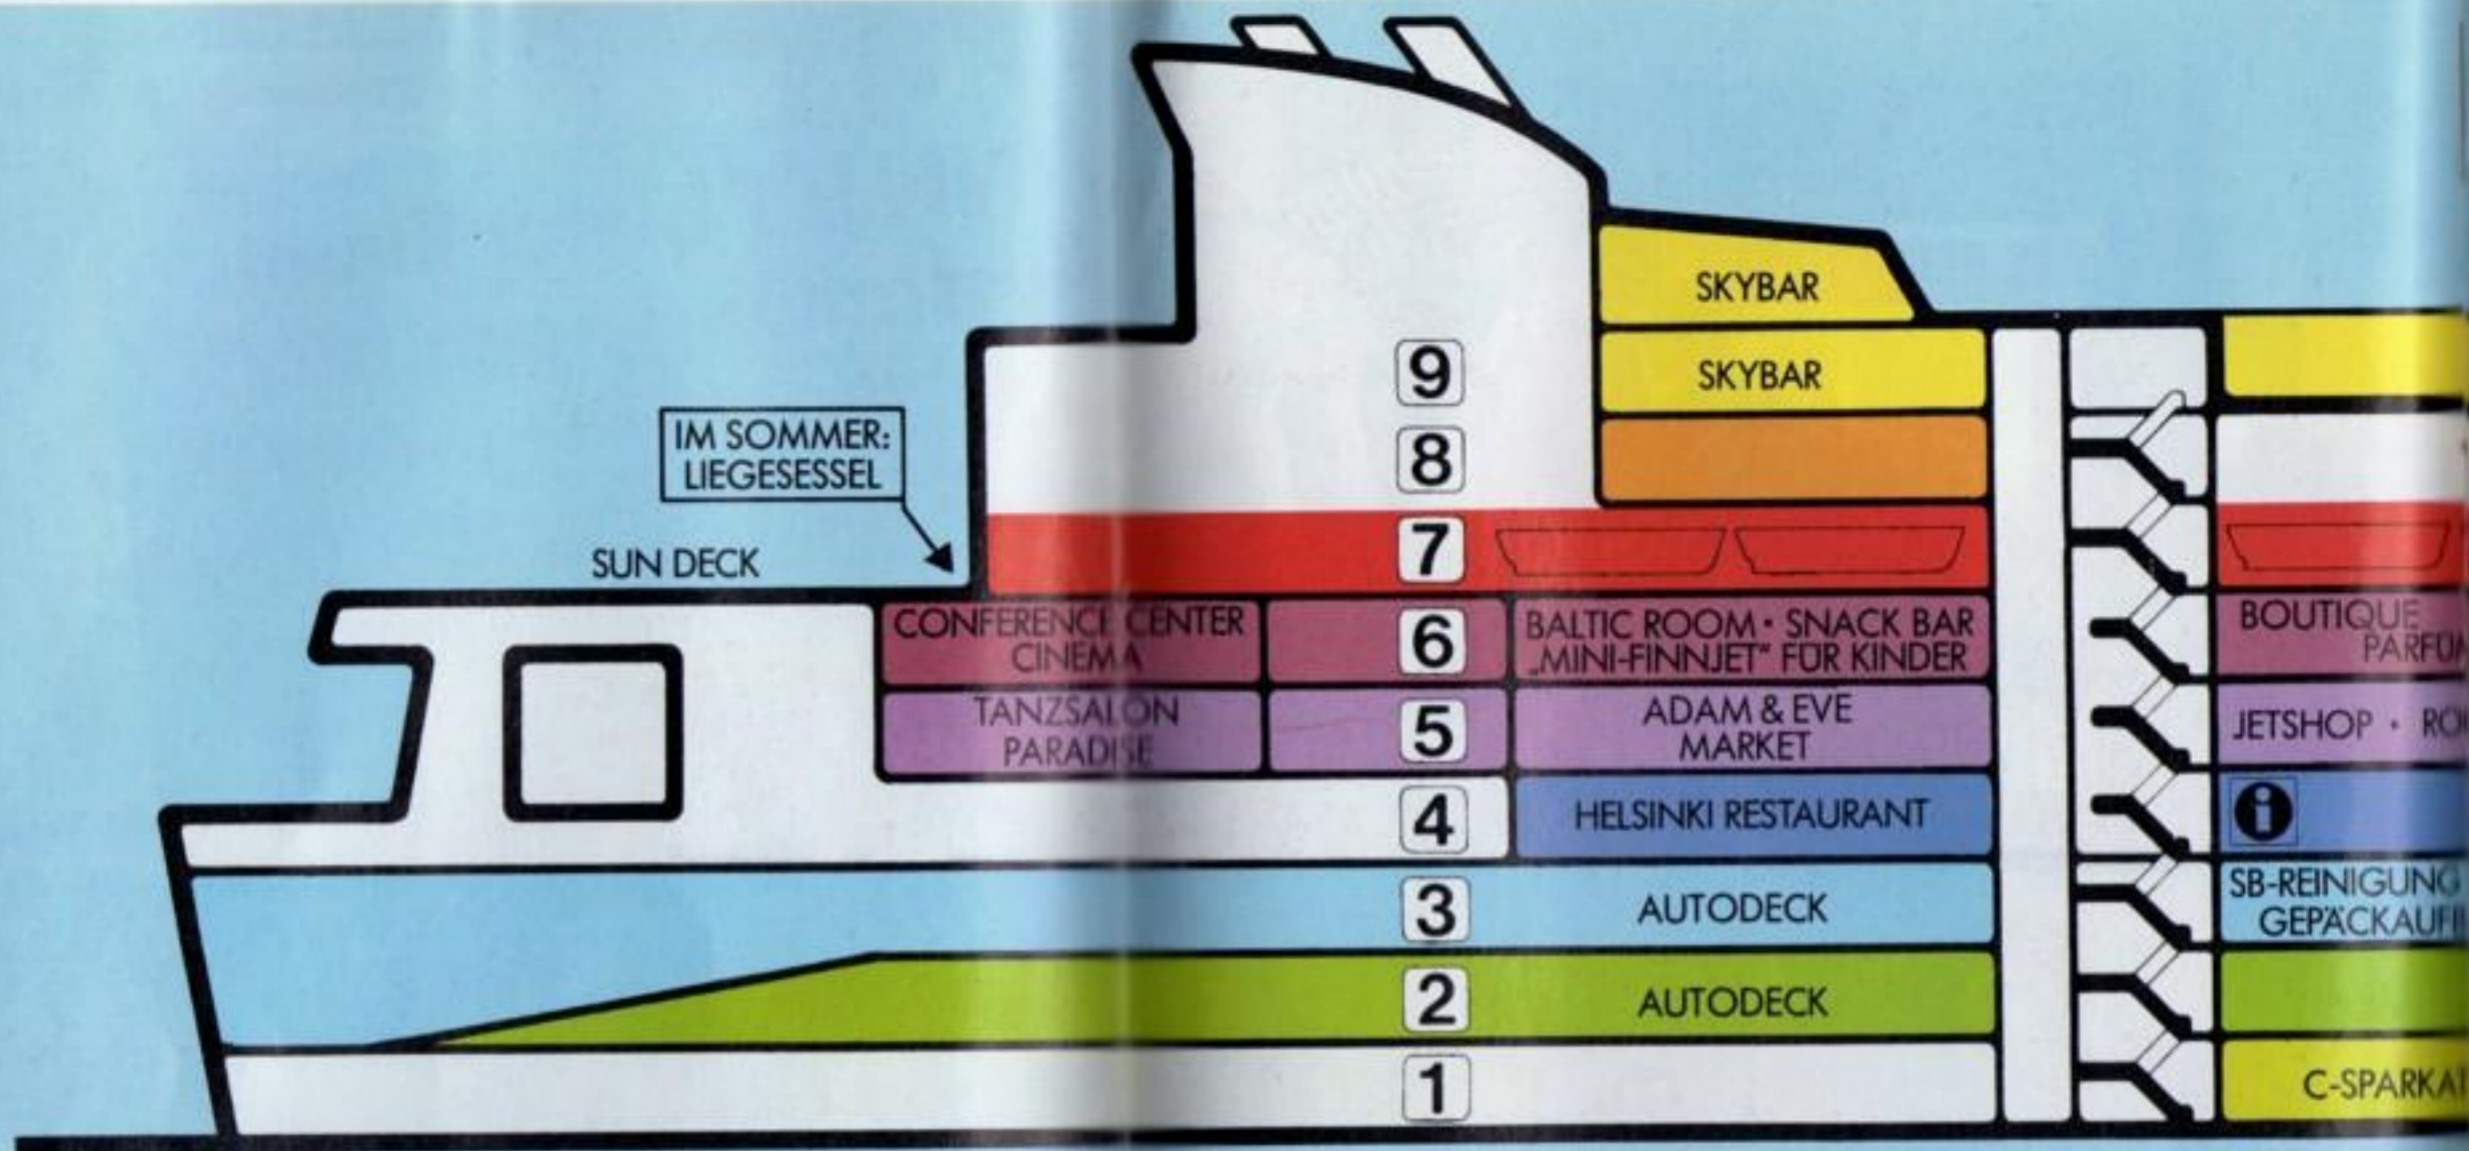 SKYBAR
9
SKYBAR
IM SOMMER:
LIEGESESSEL
8
SUN DECK
7
CONFERENCE CENTER
CINEMA
6
BALTIC ROOM • SNACK BAR
„MINI-FINNJET" FÜR KINDER
BOUTIQUE
TANZSALON
PARADISE
5
ADAM & EVE
MARKET
JETSHOP •
4
HELSINKI RESTAURANT
i
3
AUTODECK
SB-REINIGUNG
2
AUTODECK
1